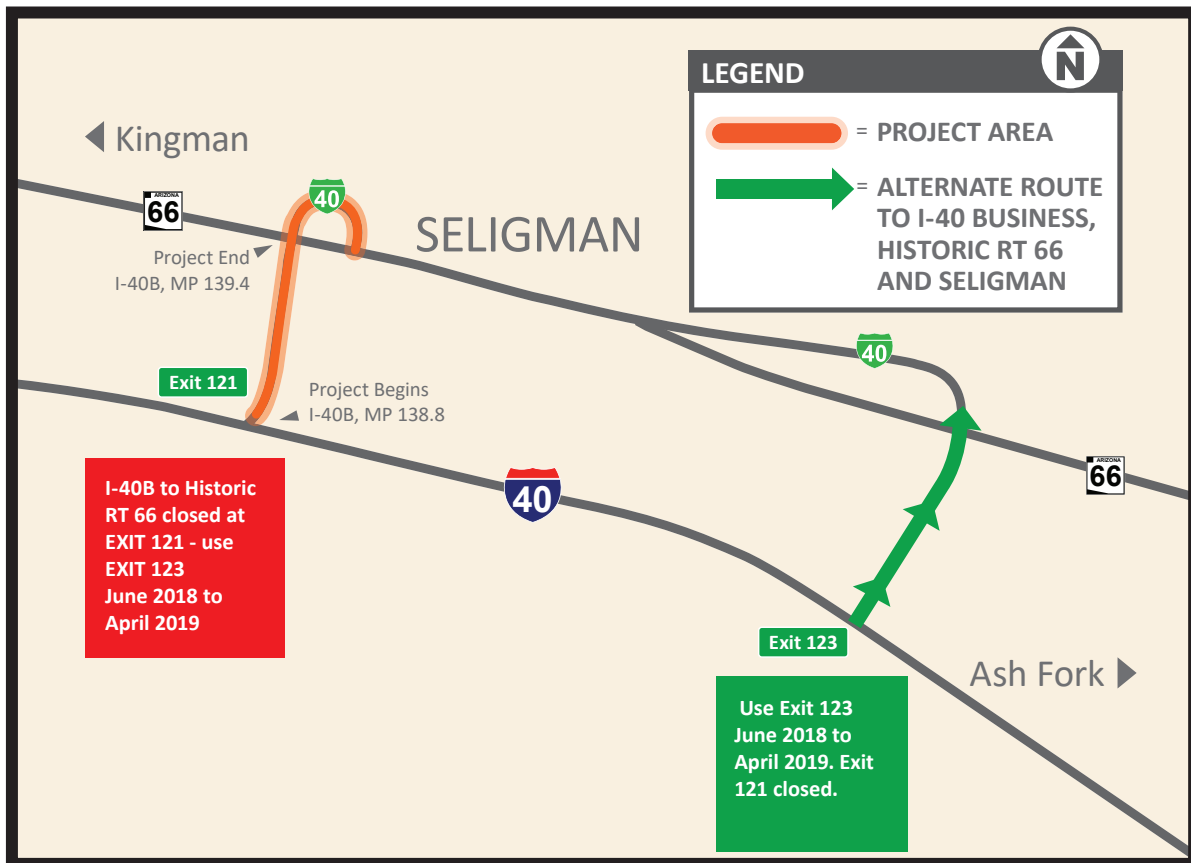 LEGEND
N
= PROJECT AREA
= ALTERNATE ROUTE
TO I-40 BUSINESS,
HISTORIC RT 66
AND SELIGMAN
Kingman
ARIZONA
66
40
SELIGMAN
Project End
I-40B, MP 139.4
40
Exit 121
Project Begins
I-40B, MP 138.8
I-40B to Historic
RT 66 closed at
EXIT 121 - use
EXIT 123
June 2018 to
April 2019
40
ARIZONA
66
Exit 123
Ash Fork
Use Exit 123
June 2018 to
April 2019. Exit
121 closed.